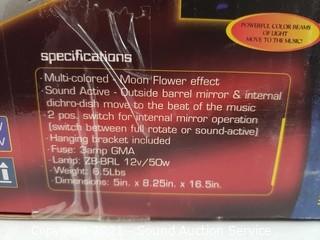 POWERFUL COLOR BEAMS
OF LIGHT
MOVE TO THE MUSIC!
specifications
- Multi-colored - Moon Flower effect
- Sound Active - Outside barrel mirror & internal
dichro-dish move to the beat of the music
- 2 pos. switch for internal mirror operation
(switch between full rotate or sound-active)
- Hanging bracket included
- Fuse: 3amp GMA
- Lamp: ZB-BRL 12v/50w
- Weight: 6.5Lbs
- Dimensions: 5in. x 8.25in. x 16.5in.
Copyright 2021 - Sound Auction Service